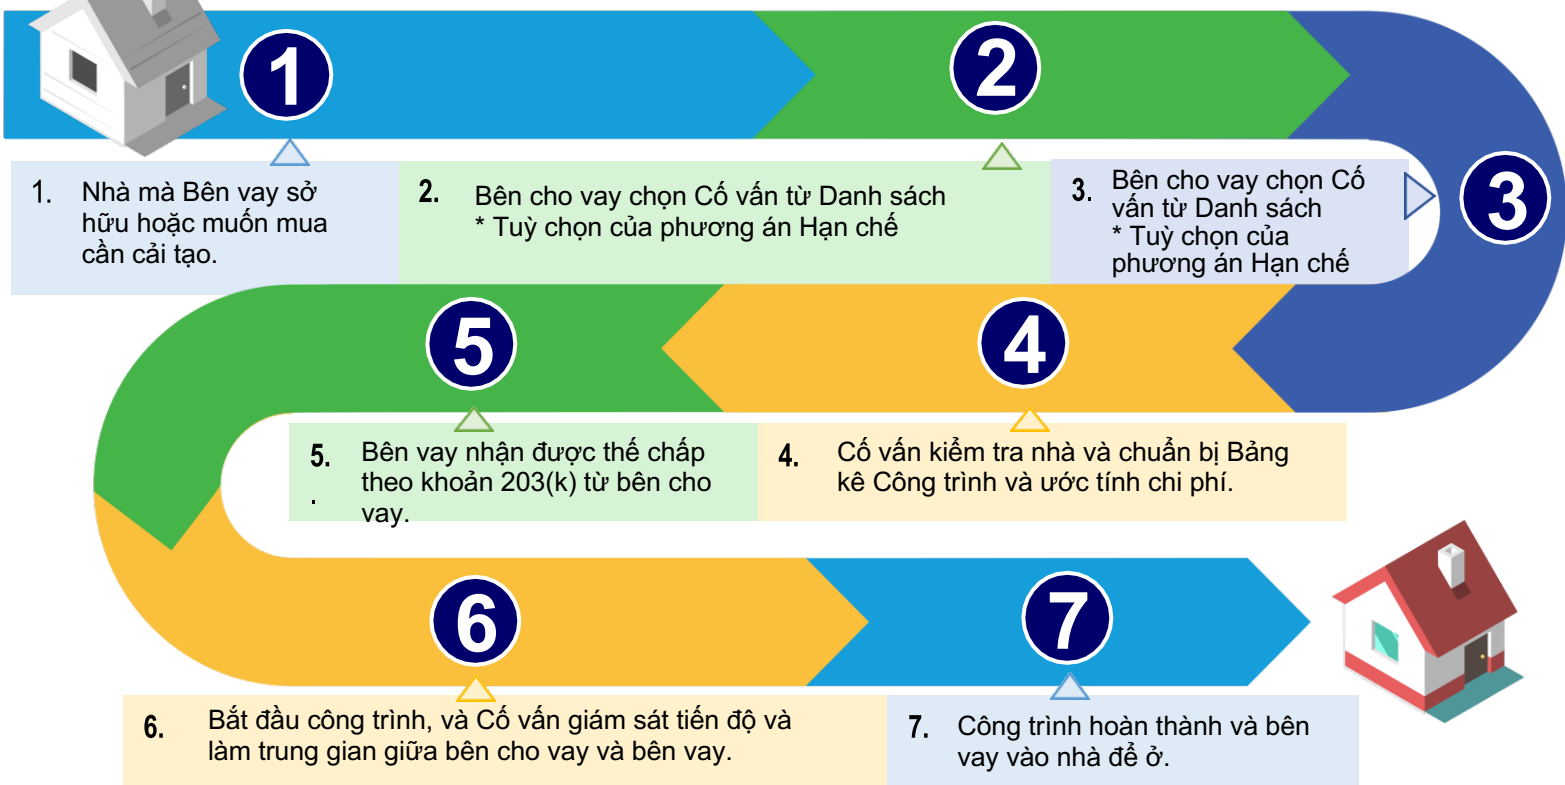 1
2
3
1. Nhà mà Bên vay sở
hữu hoặc muốn mua
cần cải tạo.
2. Bên cho vay chọn Cố vấn từ Danh sách
* Tuỳ chọn của phương án Hạn chế
3. Bên cho vay chọn Cố
vấn từ Danh sách
* Tuỳ chọn của
phương án Hạn chế
5
4
5. Bên vay nhận được thế chấp
. theo khoản 203(k) từ bên cho
vay.
4. Cố vấn kiểm tra nhà và chuẩn bị Bảng
kê Công trình và ước tính chi phí.
6
7
6. Bắt đầu công trình, và Cố vấn giám sát tiến độ và
làm trung gian giữa bên cho vay và bên vay.
7. Công trình hoàn thành và bên
vay vào nhà để ở.